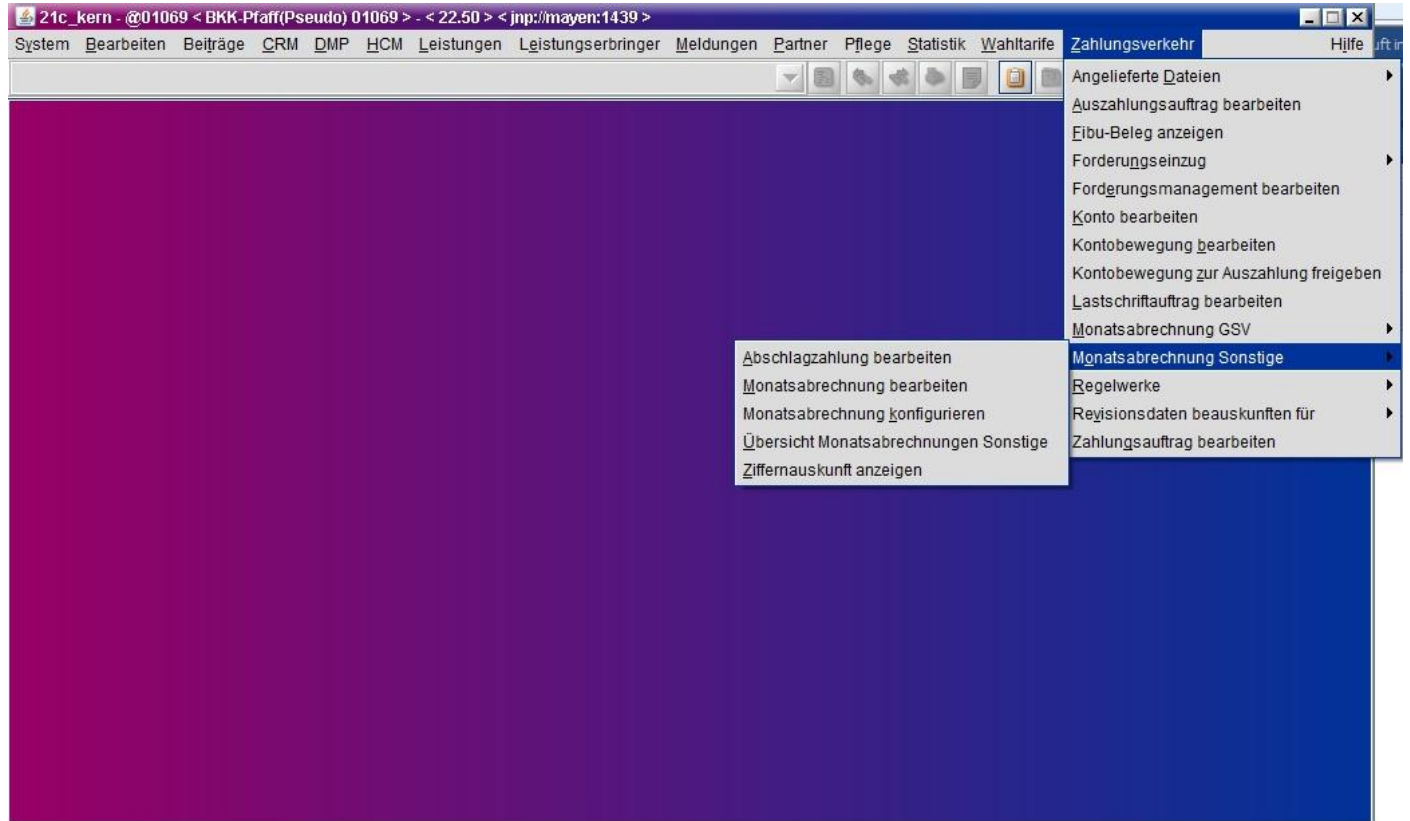 21c_kern - @01069 < BKK-Pfaff(Pseudo) 01069 > - < 22.50 > < jnp://mayen:1439 >
System Bearbeiten Beiträge CRM DMP HCM Leistungen Leistungserbringer Meldungen Partner Pflege Statistik Wahltarife Zahlungsverkehr Hilfe
Angelieferte Dateien
Auszahlungsauftrag bearbeiten
Fibu-Beleg anzeigen
Forderungseinzug
Forderungsmanagement bearbeiten
Konto bearbeiten
Kontobewegung bearbeiten
Kontobewegung zur Auszahlung freigeben
Lastschriftauftrag bearbeiten
Monatsabrechnung GSV
Monatsabrechnung Sonstige
Regelwerke
Revisionsdaten beauskunften für
Zahlungsauftrag bearbeiten
Abschlagzahlung bearbeiten
Monatsabrechnung bearbeiten
Monatsabrechnung konfigurieren
Übersicht Monatsabrechnungen Sonstige
Ziffernauskunft anzeigen